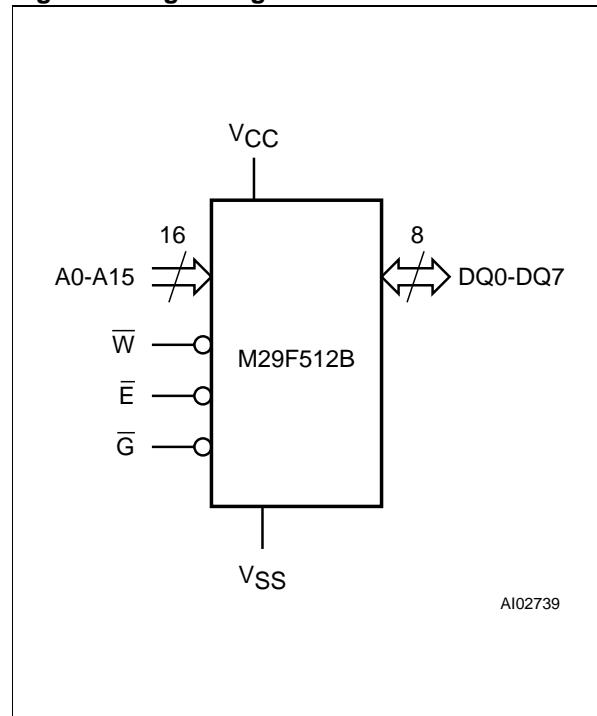 VCC
16
8
A0-A15
DQ0-DQ7
W̅
M29F512B
E̅
G̅
VSS
AI02739